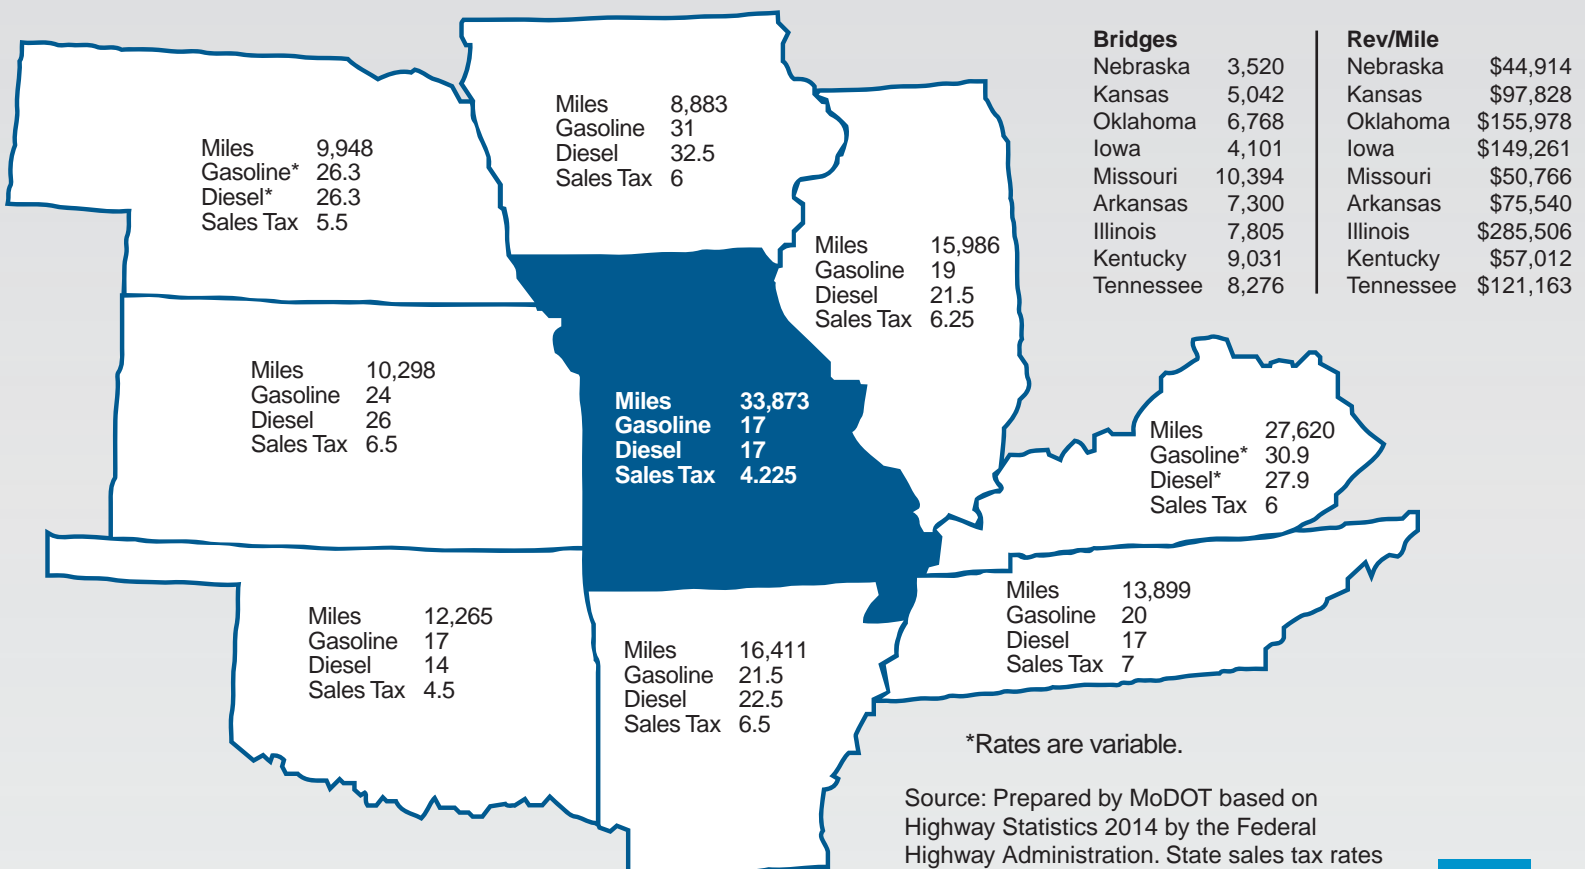 Miles 9,948
Gasoline* 26.3
Diesel* 26.3
Sales Tax 5.5
Miles 8,883
Gasoline 31
Diesel 32.5
Sales Tax 6
Miles 15,986
Gasoline 19
Diesel 21.5
Sales Tax 6.25
Bridges
Nebraska 3,520
Kansas 5,042
Oklahoma 6,768
Iowa 4,101
Missouri 10,394
Arkansas 7,300
Illinois 7,805
Kentucky 9,031
Tennessee 8,276
Rev/Mile
Nebraska $44,914
Kansas $97,828
Oklahoma $155,978
Iowa $149,261
Missouri $50,766
Arkansas $75,540
Illinois $285,506
Kentucky $57,012
Tennessee $121,163
Miles 10,298
Gasoline 24
Diesel 26
Sales Tax 6.5
Miles 33,873
Gasoline 17
Diesel 17
Sales Tax 4.225
Miles 27,620
Gasoline* 30.9
Diesel* 27.9
Sales Tax 6
Miles 12,265
Gasoline 17
Diesel 14
Sales Tax 4.5
Miles 16,411
Gasoline 21.5
Diesel 22.5
Sales Tax 6.5
Miles 13,899
Gasoline 20
Diesel 17
Sales Tax 7
*Rates are variable.
Source: Prepared by MoDOT based on
Highway Statistics 2014 by the Federal
Highway Administration. State sales tax rates